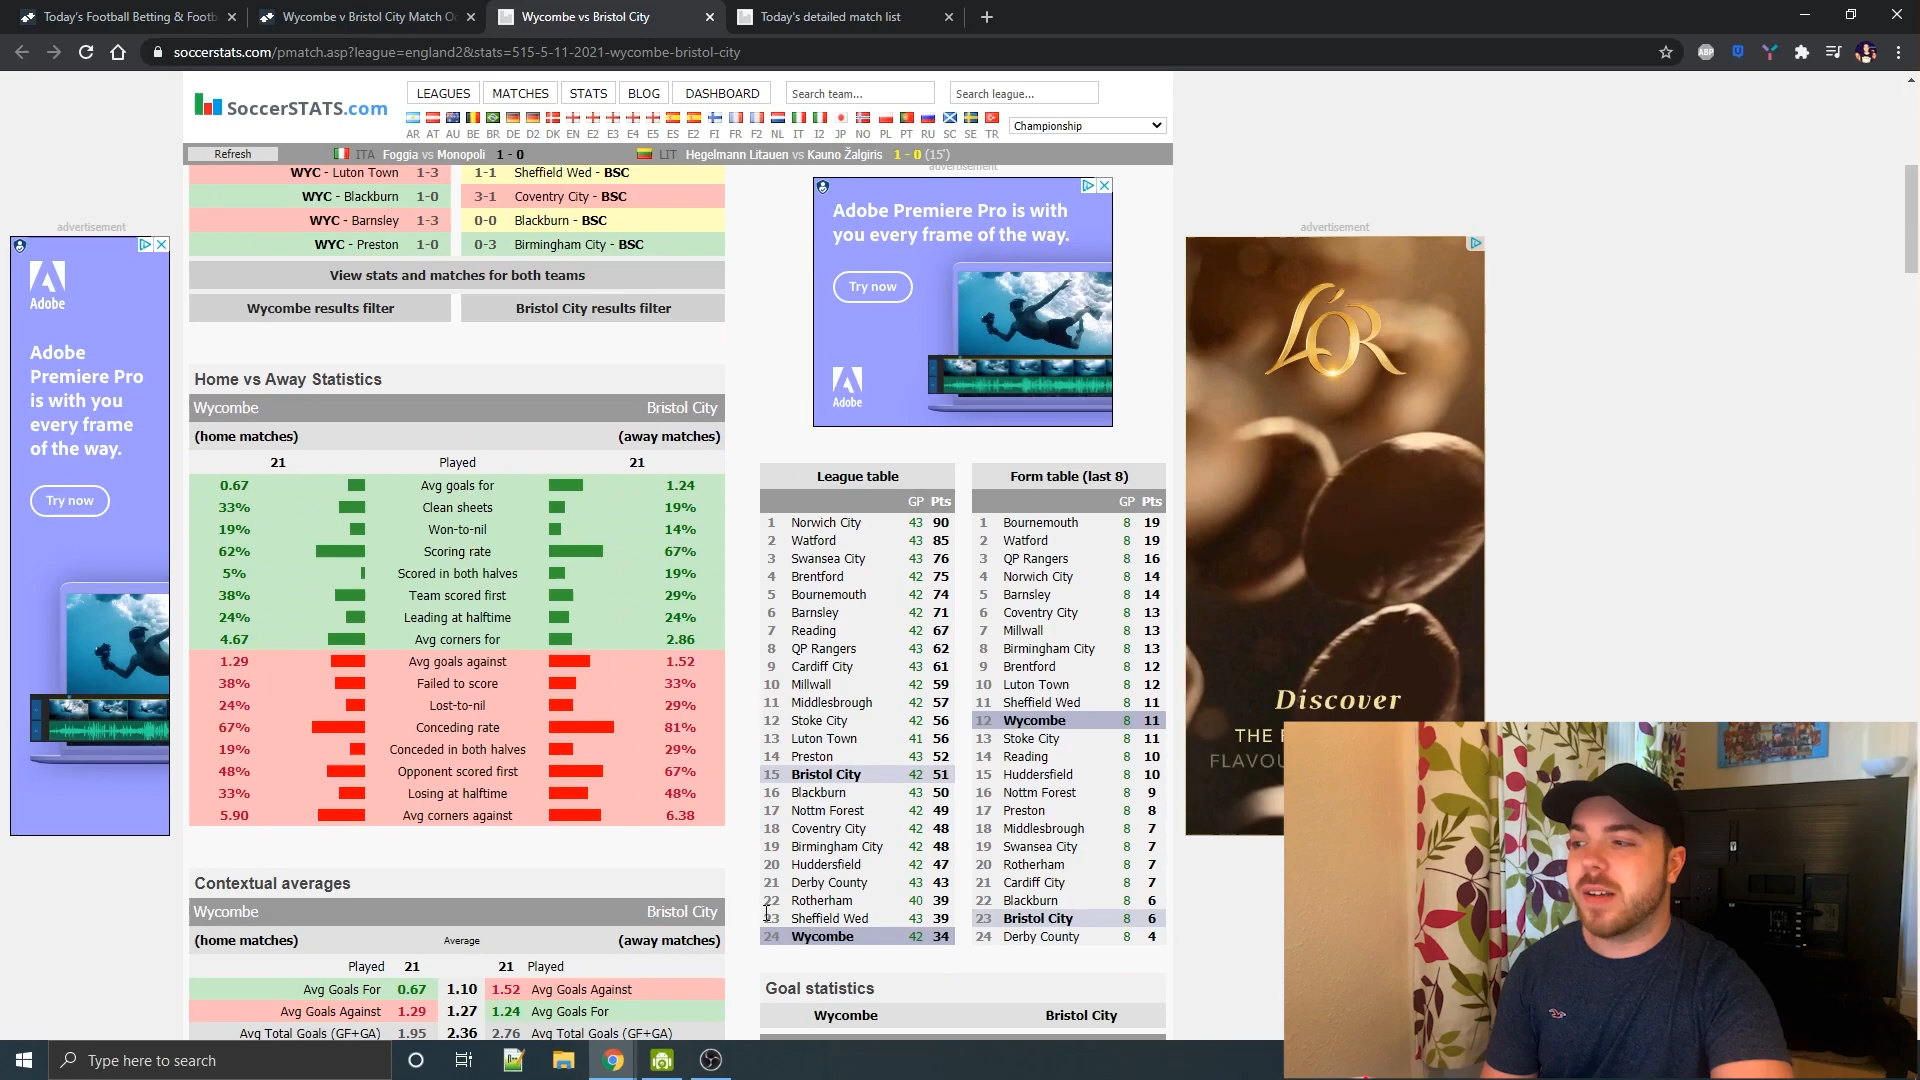 Today's Football Betting & Footb
Wycombe v Bristol City Match Oc
Wycombe vs Bristol City
Today's detailed match list
soccerstats.com/pmatch.asp?league=england2&stats=515-5-11-2021-wycombe-bristol-city
SoccerSTATS.com
LEAGUES MATCHES STATS BLOG DASHBOARD Search team... Search league...
AR AT AU BE BR DE D2 DK EN E2 E3 E4 E5 ES E2 FI FR F2 NL IT I2 JP NO PL PT RU SC SE TR
Championship
Refresh ITA Foggia vs Monopoli 1 - 0 LIT Hegelmann Litauen vs Kauno Žalgiris 1 - 0 (15')
WYC - Luton Town 1-3 1-1 Sheffield Wed - BSC
WYC - Blackburn 1-0 3-1 Coventry City - BSC
WYC - Barnsley 1-3 0-0 Blackburn - BSC
WYC - Preston 1-0 0-3 Birmingham City - BSC
View stats and matches for both teams
Wycombe results filter Bristol City results filter
Home vs Away Statistics
Wycombe Bristol City
(home matches) (away matches)
21 Played 21
0.67 Avg goals for 1.24
33% Clean sheets 19%
19% Won-to-nil 14%
62% Scoring rate 67%
5% Scored in both halves 19%
38% Team scored first 29%
24% Leading at halftime 24%
4.67 Avg corners for 2.86
1.29 Avg goals against 1.52
38% Failed to score 33%
24% Lost-to-nil 29%
67% Conceding rate 81%
19% Conceded in both halves 29%
48% Opponent scored first 67%
33% Losing at halftime 48%
5.90 Avg corners against 6.38
Contextual averages
Wycombe Bristol City
(home matches) Average (away matches)
Played 21 21 Played
Avg Goals For 0.67 1.10 1.52 Avg Goals Against
Avg Goals Against 1.29 1.27 1.24 Avg Goals For
Avg Total Goals (GF+GA) 1.95 2.36 2.76 Avg Total Goals (GF+GA)
advertisement
Adobe Premiere Pro is with
you every frame of the way.
Try now
Adobe
League table
GP Pts
1 Norwich City 43 90
2 Watford 43 85
3 Swansea City 43 76
4 Brentford 42 75
5 Bournemouth 42 74
6 Barnsley 42 71
7 Reading 42 67
8 QP Rangers 43 62
9 Cardiff City 43 61
10 Millwall 42 59
11 Middlesbrough 42 57
12 Stoke City 42 56
13 Luton Town 41 56
14 Preston 43 52
15 Bristol City 42 51
16 Blackburn 43 50
17 Nottm Forest 42 49
18 Coventry City 42 48
19 Birmingham City 42 48
20 Huddersfield 42 47
21 Derby County 43 43
22 Rotherham 40 39
23 Sheffield Wed 43 39
24 Wycombe 42 34
Form table (last 8)
GP Pts
1 Bournemouth 8 19
2 Watford 8 19
3 QP Rangers 8 16
4 Norwich City 8 14
5 Barnsley 8 14
6 Coventry City 8 13
7 Millwall 8 13
8 Birmingham City 8 13
9 Brentford 8 12
10 Luton Town 8 12
11 Sheffield Wed 8 11
12 Wycombe 8 11
13 Stoke City 8 11
14 Reading 8 10
15 Huddersfield 8 10
16 Nottm Forest 8 9
17 Preston 8 8
18 Middlesbrough 8 7
19 Swansea City 8 7
20 Rotherham 8 7
21 Cardiff City 8 7
22 Blackburn 8 6
23 Bristol City 8 6
24 Derby County 8 4
Goal statistics
Wycombe Bristol City
advertisement
Adobe
Adobe
Premiere Pro
is with you
every frame
of the way.
Try now
advertisement
L'OR
Discover
THE
FLAVOU
Type here to search